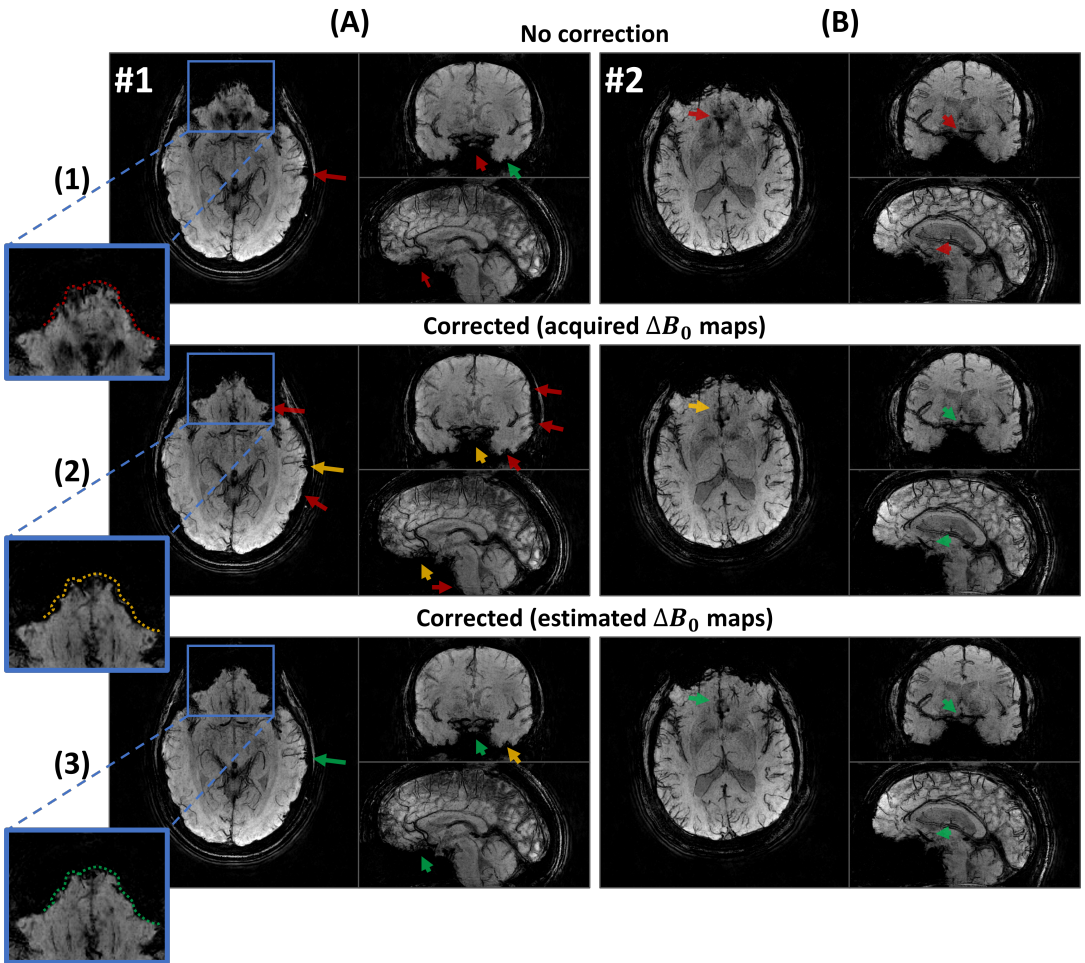 (A)
(B)
No correction
#1
#2
(1)
Corrected (acquired Δ𝑩₀ maps)
(2)
Corrected (estimated Δ𝑩₀ maps)
(3)